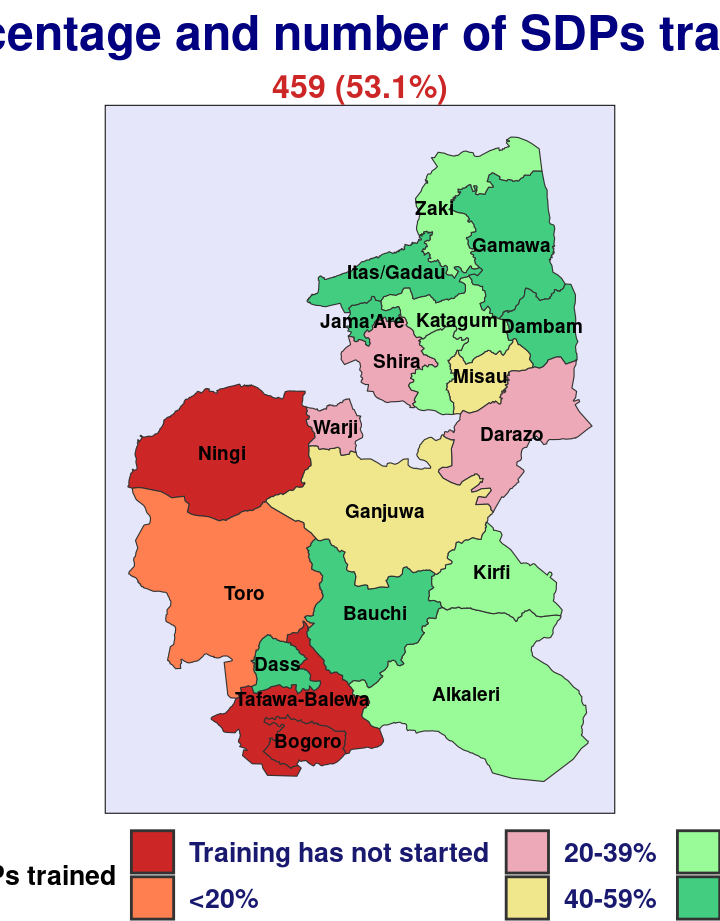 centage and number of SDPs tra
459 (53.1%)
Zaki
Gamawa
Itas/Gadau
Jama'Are
Katagum
Dambam
Shira
Misau
Warji
Darazo
Ningi
Ganjuwa
Kirfi
Toro
Bauchi
Dass
Tafawa-Balewa
Alkaleri
Bogoro
Ps trained
Training has not started
20-39%
<20%
40-59%